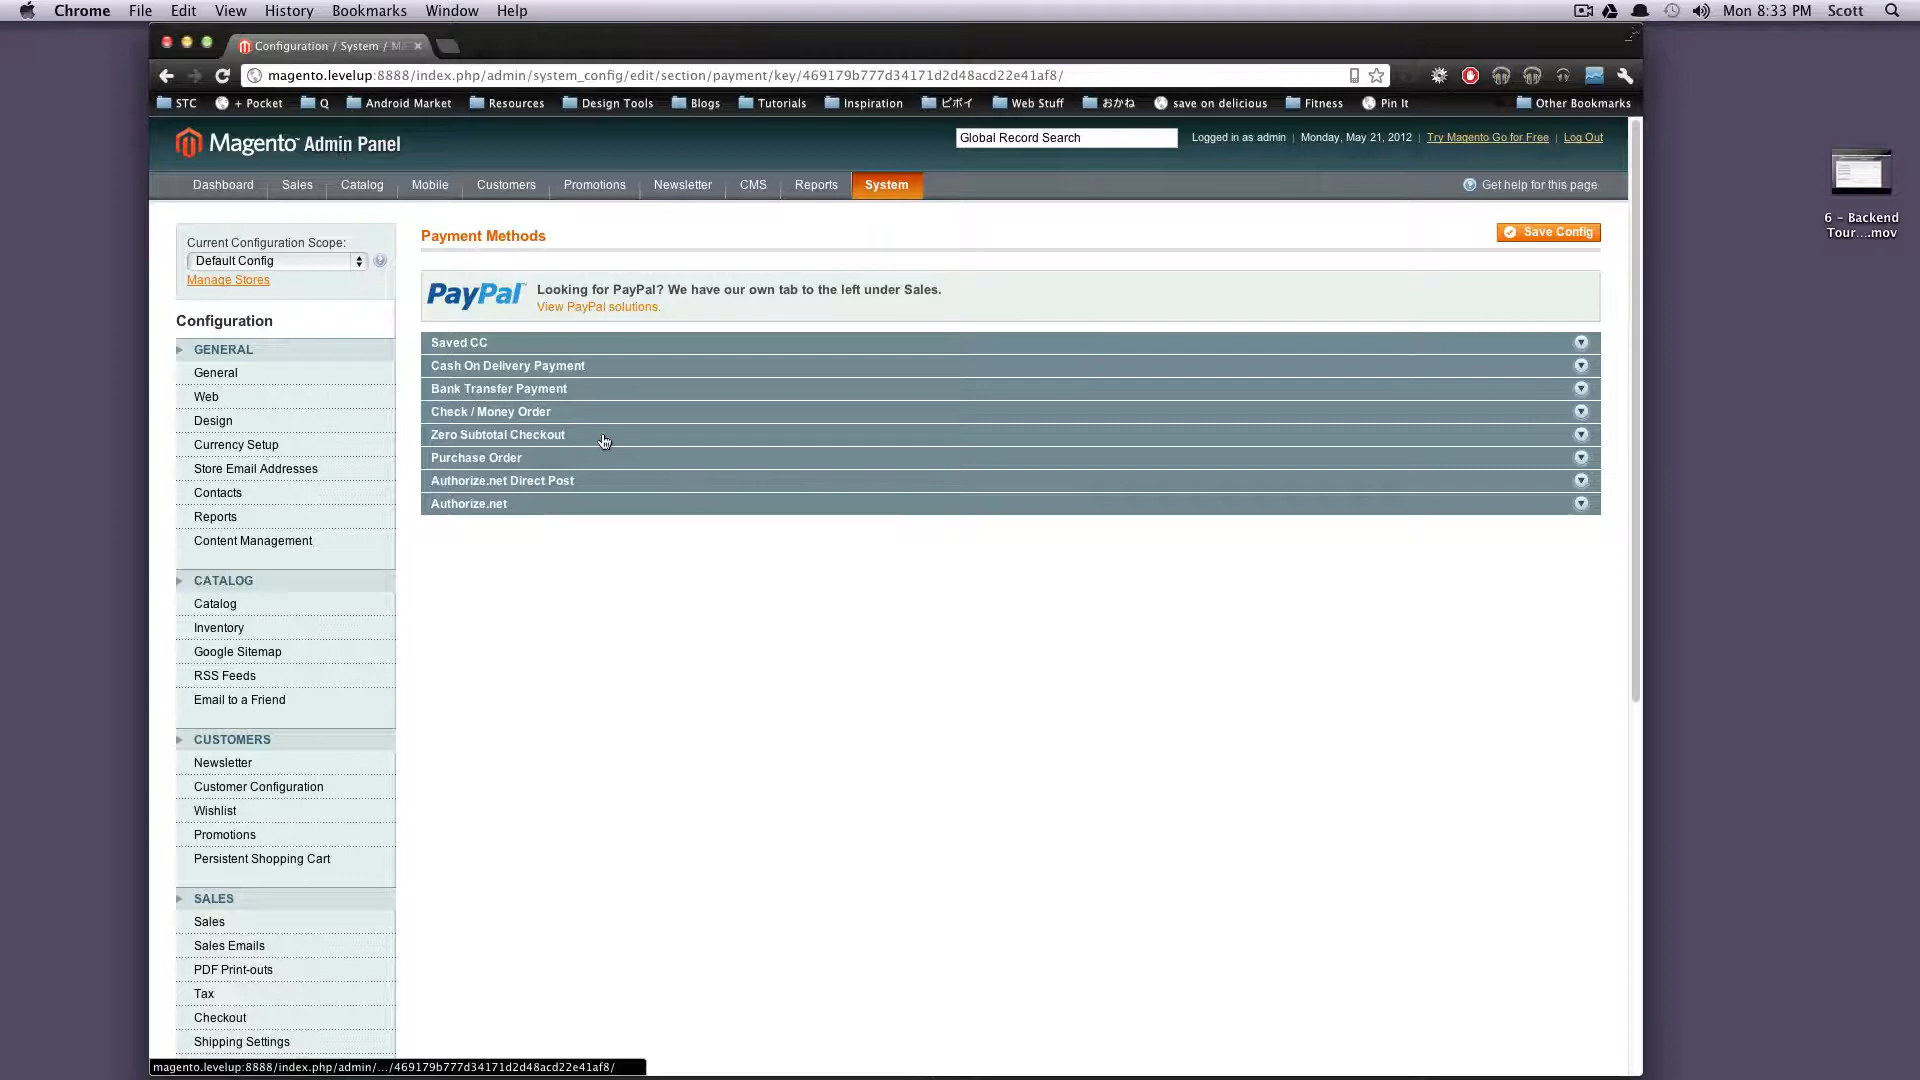 Chrome File Edit View History Bookmarks Window Help Mon 8:33 PM Scott
Configuration / System / M
magento.levelup:8888/index.php/admin/system_config/edit/section/payment/key/469179b777d34171d2d48acd22e41af8/
STC + Pocket Q Android Market Resources Design Tools Blogs Tutorials Inspiration ビボイ Web Stuff おかね save on delicious Fitness Pin It Other Bookmarks
Magento Admin Panel
Global Record Search
Logged in as admin | Monday, May 21, 2012 | Try Magento Go for Free | Log Out
Dashboard Sales Catalog Mobile Customers Promotions Newsletter CMS Reports System Get help for this page
Current Configuration Scope:
Default Config
Manage Stores
Configuration
GENERAL
General
Web
Design
Currency Setup
Store Email Addresses
Contacts
Reports
Content Management
CATALOG
Catalog
Inventory
Google Sitemap
RSS Feeds
Email to a Friend
CUSTOMERS
Newsletter
Customer Configuration
Wishlist
Promotions
Persistent Shopping Cart
SALES
Sales
Sales Emails
PDF Print-outs
Tax
Checkout
Shipping Settings
Payment Methods
Save Config
PayPal
Looking for PayPal? We have our own tab to the left under Sales.
View PayPal solutions.
Saved CC
Cash On Delivery Payment
Bank Transfer Payment
Check / Money Order
Zero Subtotal Checkout
Purchase Order
Authorize.net Direct Post
Authorize.net
6 - Backend
Tour....mov
magento.levelup:8888/index.php/admin/.../469179b777d34171d2d48acd22e41af8/